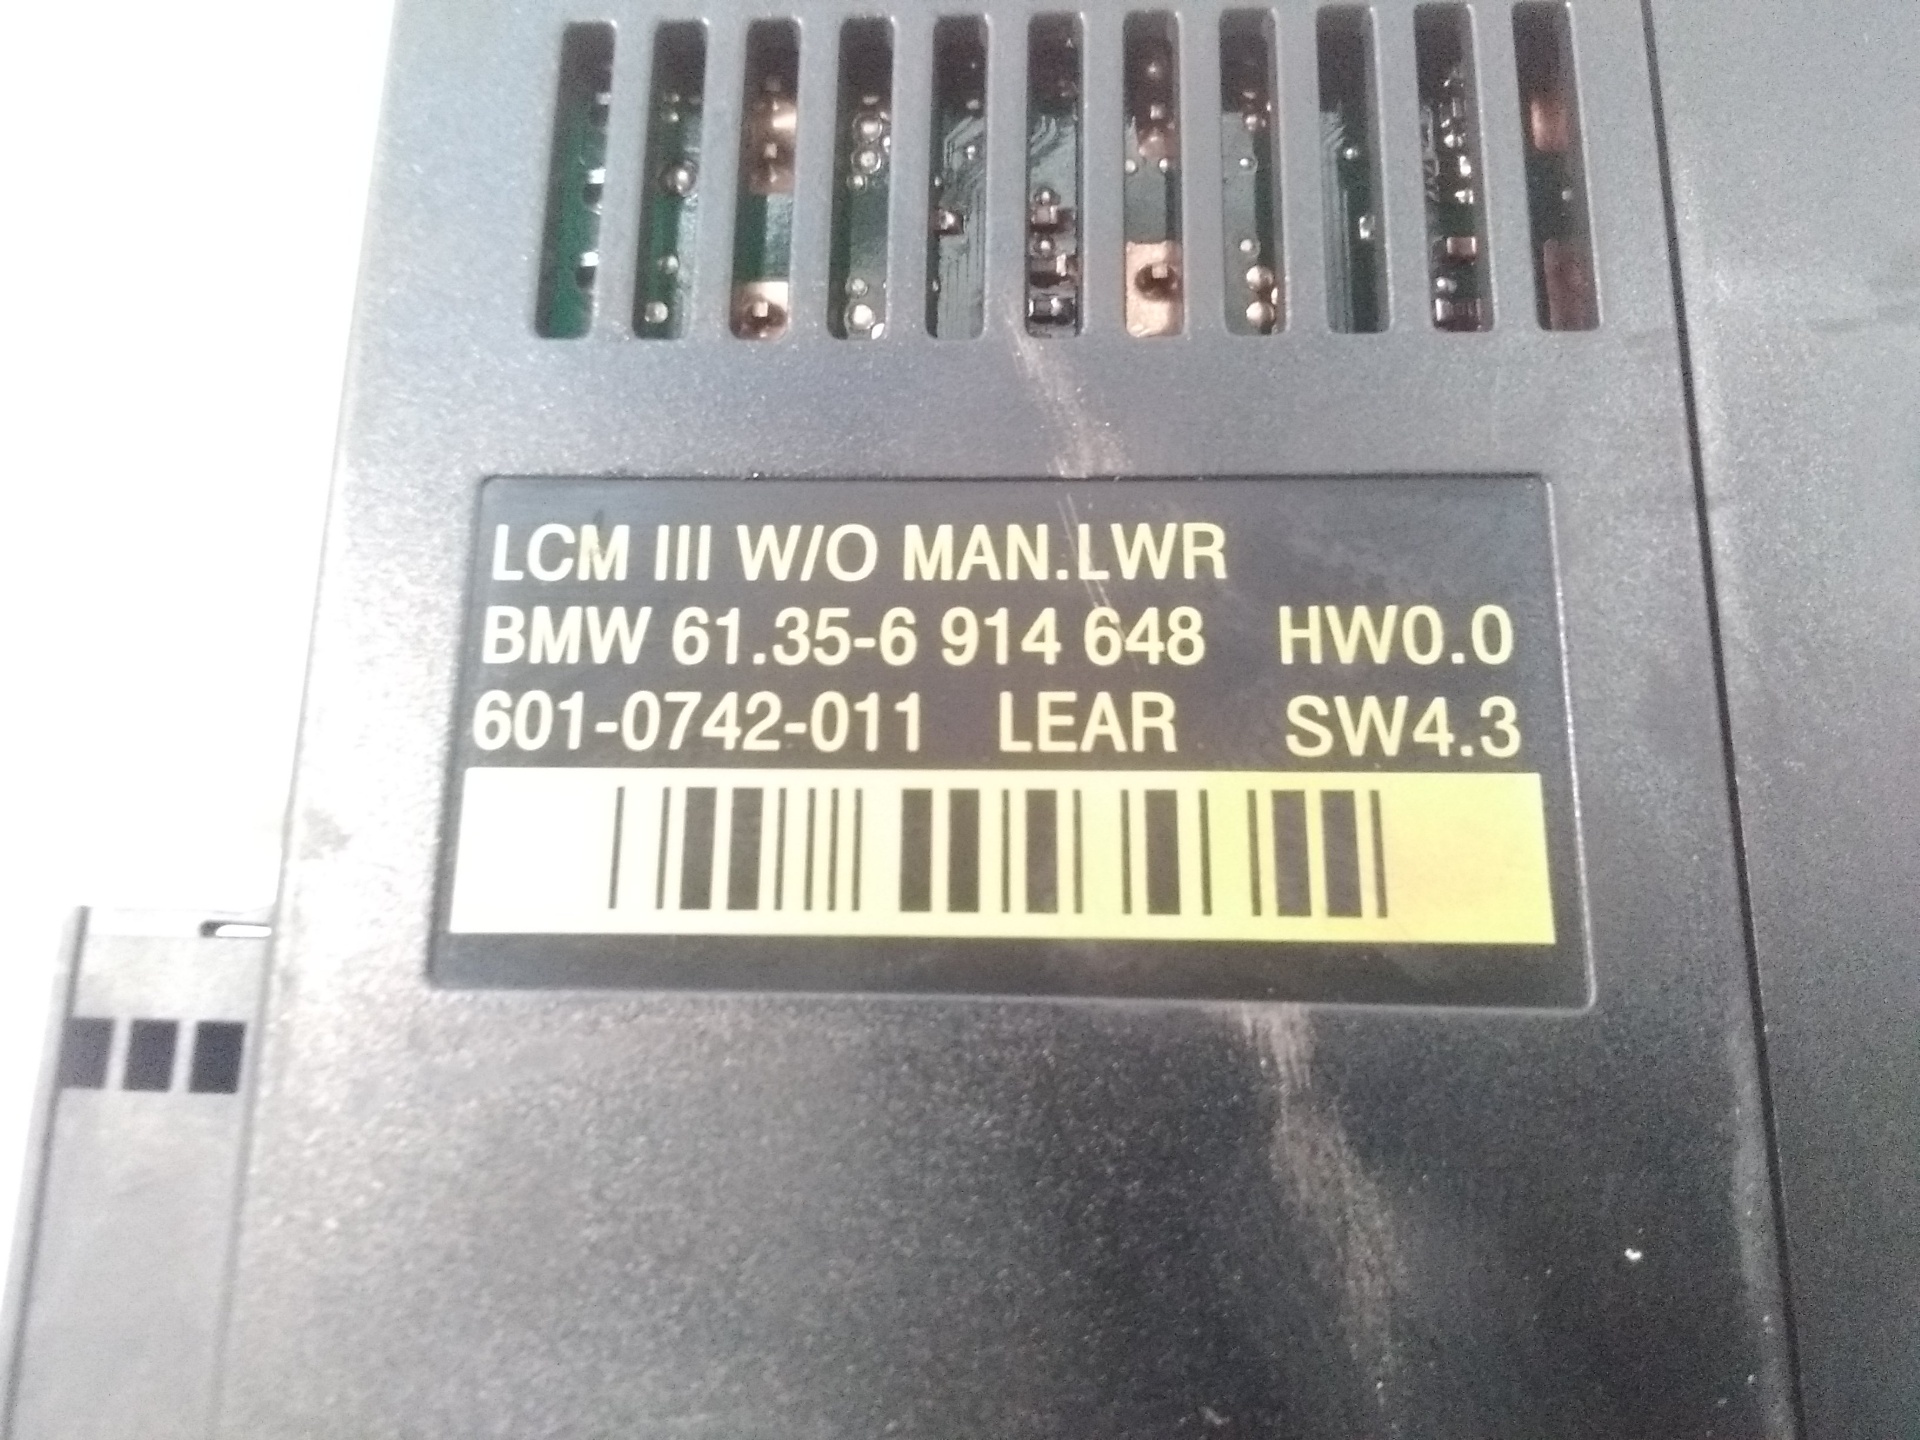 LCM III W/O MAN.LWR
BMW 61.35-6 914 648 HW0.0
601-0742-011 LEAR SW4.3